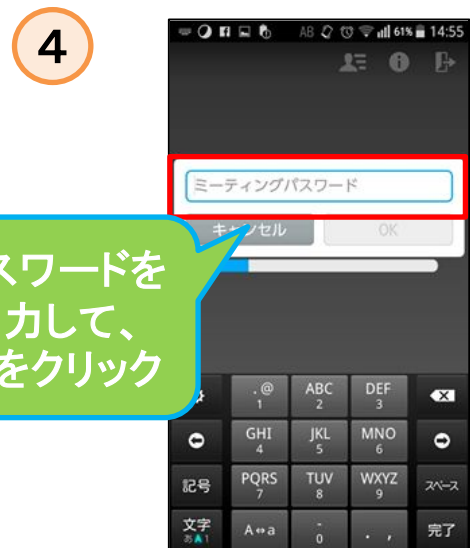 4
AB 61% 14:55
ミーティングパスワード
キャンセル OK
スワードを
力して、
をクリック
.@ ABC DEF
1 2 3
GHI JKL MNO
4 5 6
記号 PQRS TUV WXYZ スペース
7 8 9
文字 A⇔a - . , 完了
あA1 0